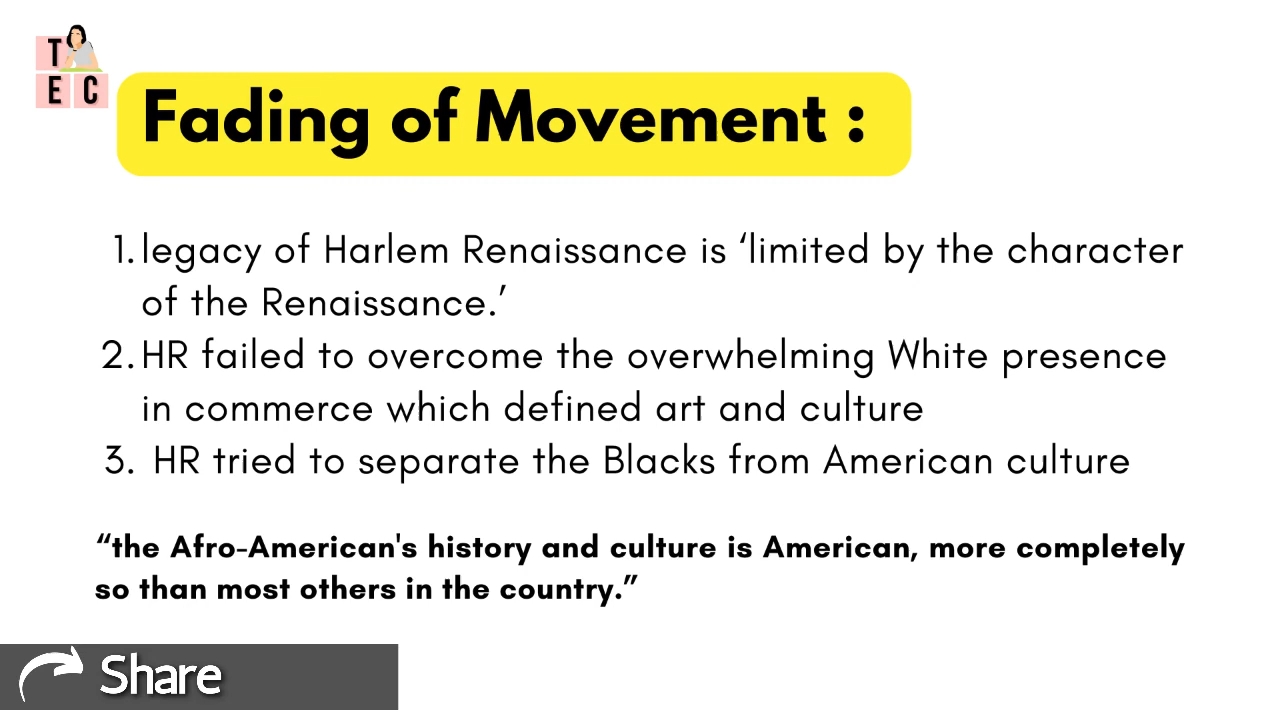 T
E C
Fading of Movement :
1. legacy of Harlem Renaissance is ‘limited by the character
of the Renaissance.’
2. HR failed to overcome the overwhelming White presence
in commerce which defined art and culture
3. HR tried to separate the Blacks from American culture
“the Afro-American's history and culture is American, more completely
so than most others in the country.”
Share